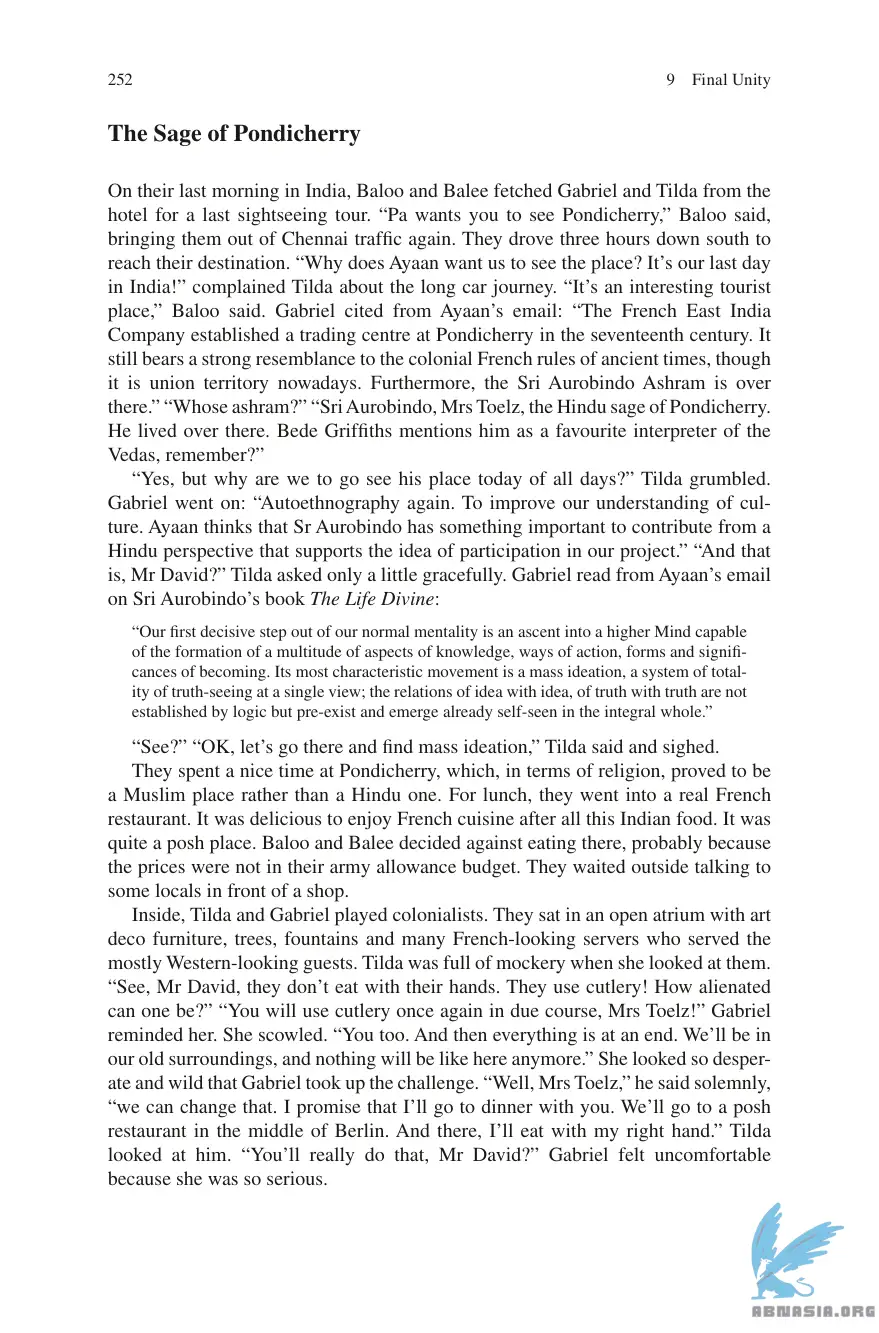 252
9 Final Unity
The Sage of Pondicherry
On their last morning in India, Baloo and Balee fetched Gabriel and Tilda from the
hotel for a last sightseeing tour. “Pa wants you to see Pondicherry,” Baloo said,
bringing them out of Chennai traffic again. They drove three hours down south to
reach their destination. “Why does Ayaan want us to see the place? It’s our last day
in India!” complained Tilda about the long car journey. “It’s an interesting tourist
place,” Baloo said. Gabriel cited from Ayaan’s email: “The French East India
Company established a trading centre at Pondicherry in the seventeenth century. It
still bears a strong resemblance to the colonial French rules of ancient times, though
it is union territory nowadays. Furthermore, the Sri Aurobindo Ashram is over
there.” “Whose ashram?” “Sri Aurobindo, Mrs Toelz, the Hindu sage of Pondicherry.
He lived over there. Bede Griffiths mentions him as a favourite interpreter of the
Vedas, remember?”
“Yes, but why are we to go see his place today of all days?” Tilda grumbled.
Gabriel went on: “Autoethnography again. To improve our understanding of cul-
ture. Ayaan thinks that Sr Aurobindo has something important to contribute from a
Hindu perspective that supports the idea of participation in our project.” “And that
is, Mr David?” Tilda asked only a little gracefully. Gabriel read from Ayaan’s email
on Sri Aurobindo’s book The Life Divine:
“Our first decisive step out of our normal mentality is an ascent into a higher Mind capable
of the formation of a multitude of aspects of knowledge, ways of action, forms and signifi-
cances of becoming. Its most characteristic movement is a mass ideation, a system of total-
ity of truth-seeing at a single view; the relations of idea with idea, of truth with truth are not
established by logic but pre-exist and emerge already self-seen in the integral whole.”
“See?” “OK, let’s go there and find mass ideation,” Tilda said and sighed.
They spent a nice time at Pondicherry, which, in terms of religion, proved to be
a Muslim place rather than a Hindu one. For lunch, they went into a real French
restaurant. It was delicious to enjoy French cuisine after all this Indian food. It was
quite a posh place. Baloo and Balee decided against eating there, probably because
the prices were not in their army allowance budget. They waited outside talking to
some locals in front of a shop.
Inside, Tilda and Gabriel played colonialists. They sat in an open atrium with art
deco furniture, trees, fountains and many French-looking servers who served the
mostly Western-looking guests. Tilda was full of mockery when she looked at them.
“See, Mr David, they don’t eat with their hands. They use cutlery! How alienated
can one be?” “You will use cutlery once again in due course, Mrs Toelz!” Gabriel
reminded her. She scowled. “You too. And then everything is at an end. We’ll be in
our old surroundings, and nothing will be like here anymore.” She looked so desper-
ate and wild that Gabriel took up the challenge. “Well, Mrs Toelz,” he said solemnly,
“we can change that. I promise that I’ll go to dinner with you. We’ll go to a posh
restaurant in the middle of Berlin. And there, I’ll eat with my right hand.” Tilda
looked at him. “You’ll really do that, Mr David?” Gabriel felt uncomfortable
because she was so serious.
ABNASIA.ORG